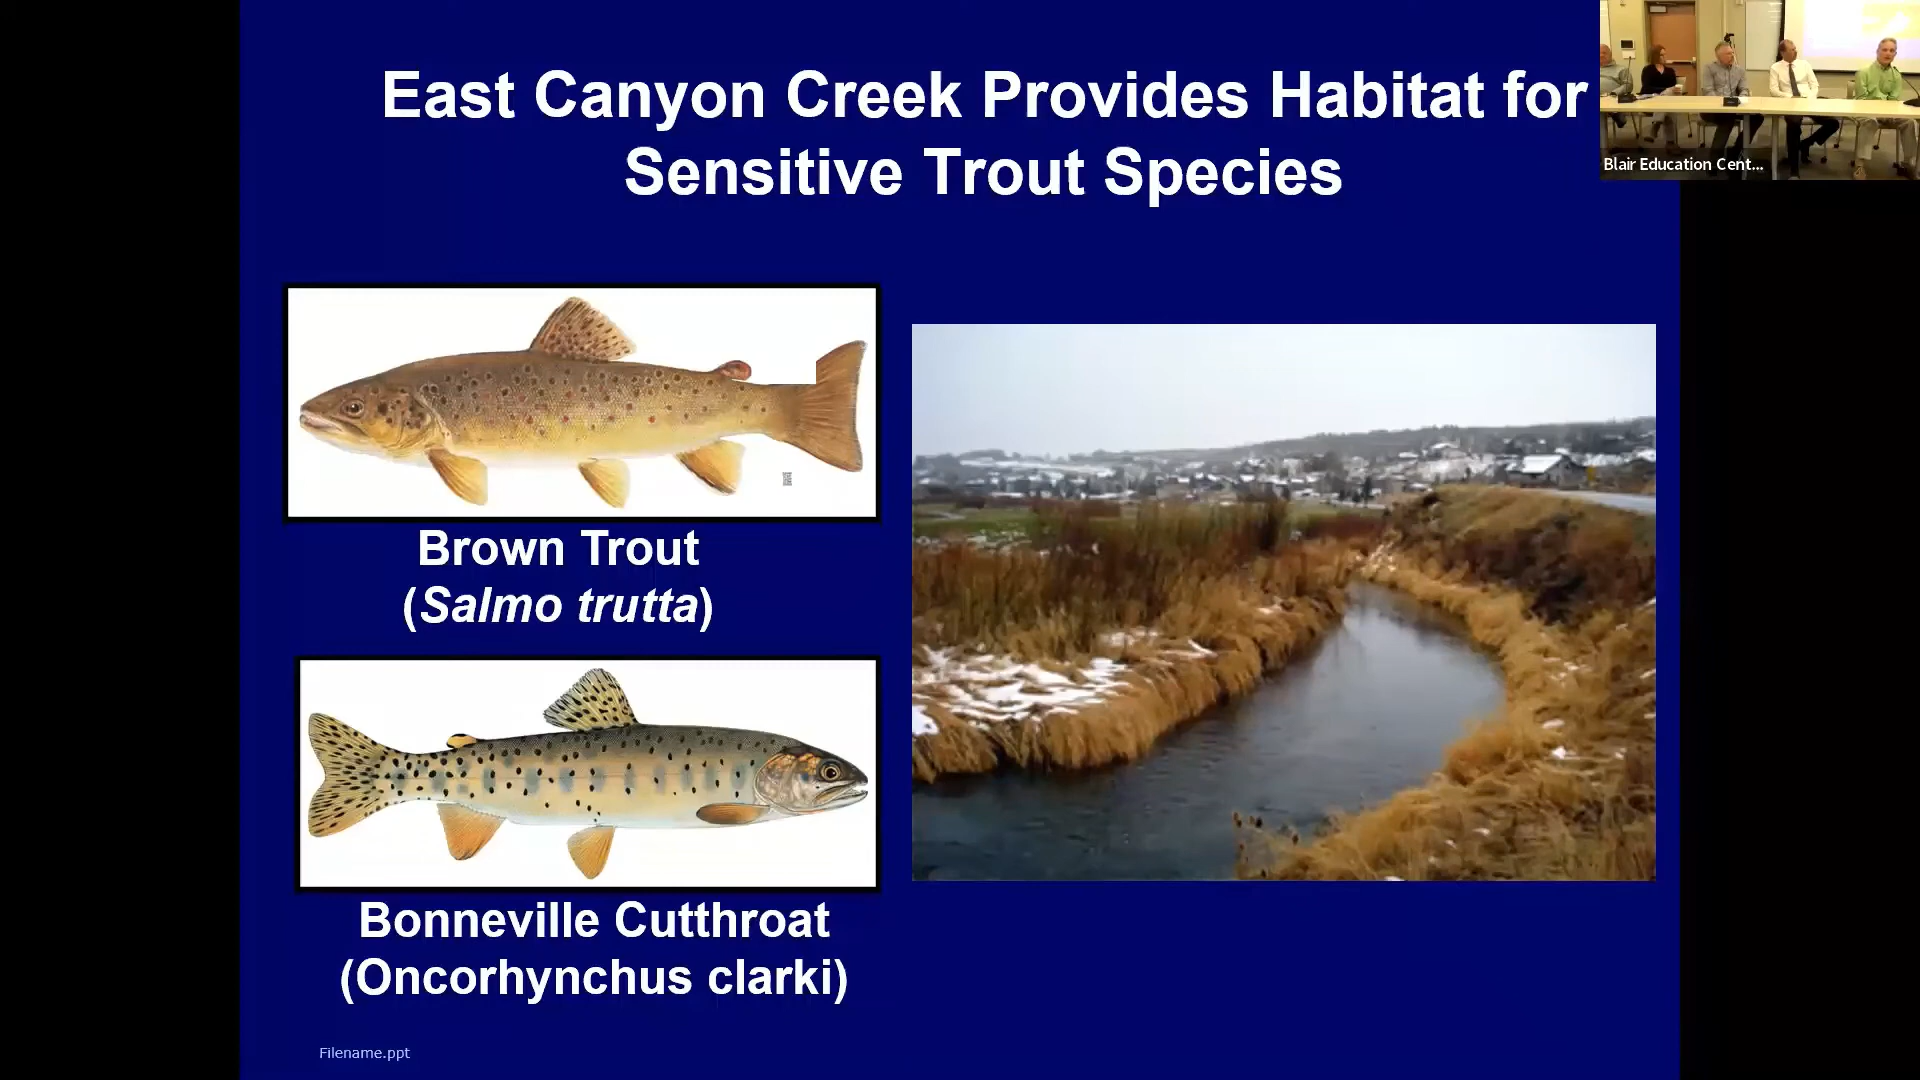 East Canyon Creek Provides Habitat for
Sensitive Trout Species
Blair Education Cent...
Brown Trout
(Salmo trutta)
Bonneville Cutthroat
(Oncorhynchus clarki)
Filename.ppt